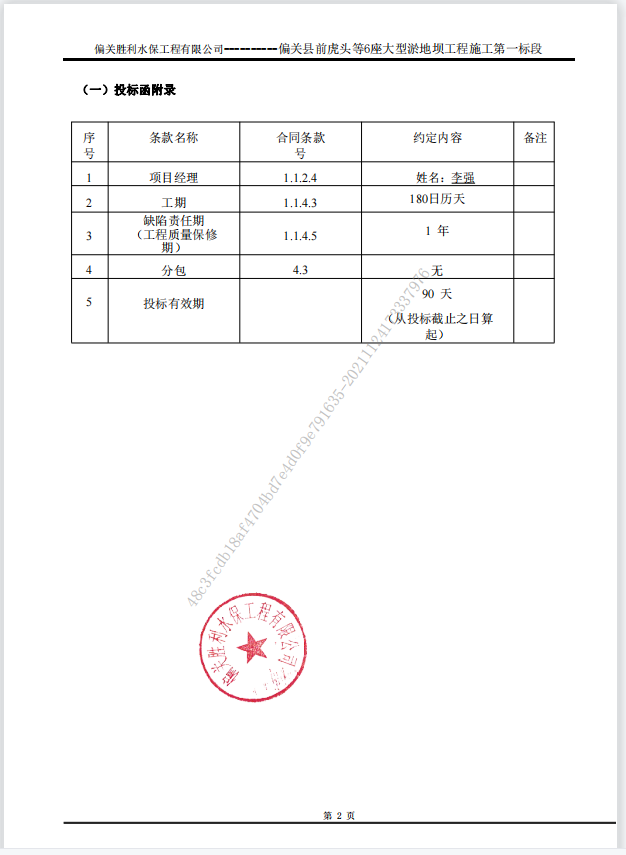 偏关胜利水保工程有限公司----------偏关县前虎头等6座大型淤地坝工程施工第一标段
（一）投标函附录
序号 条款名称 合同条款号 约定内容 备注
1 项目经理 1.1.2.4 姓名：李强
2 工期 1.1.4.3 180日历天
3 缺陷责任期（工程质量保修期） 1.1.4.5 1 年
4 分包 4.3 无
5 投标有效期 90 天
（从投标截止之日算起）
偏关胜利水保工程有限公司
第 2 页